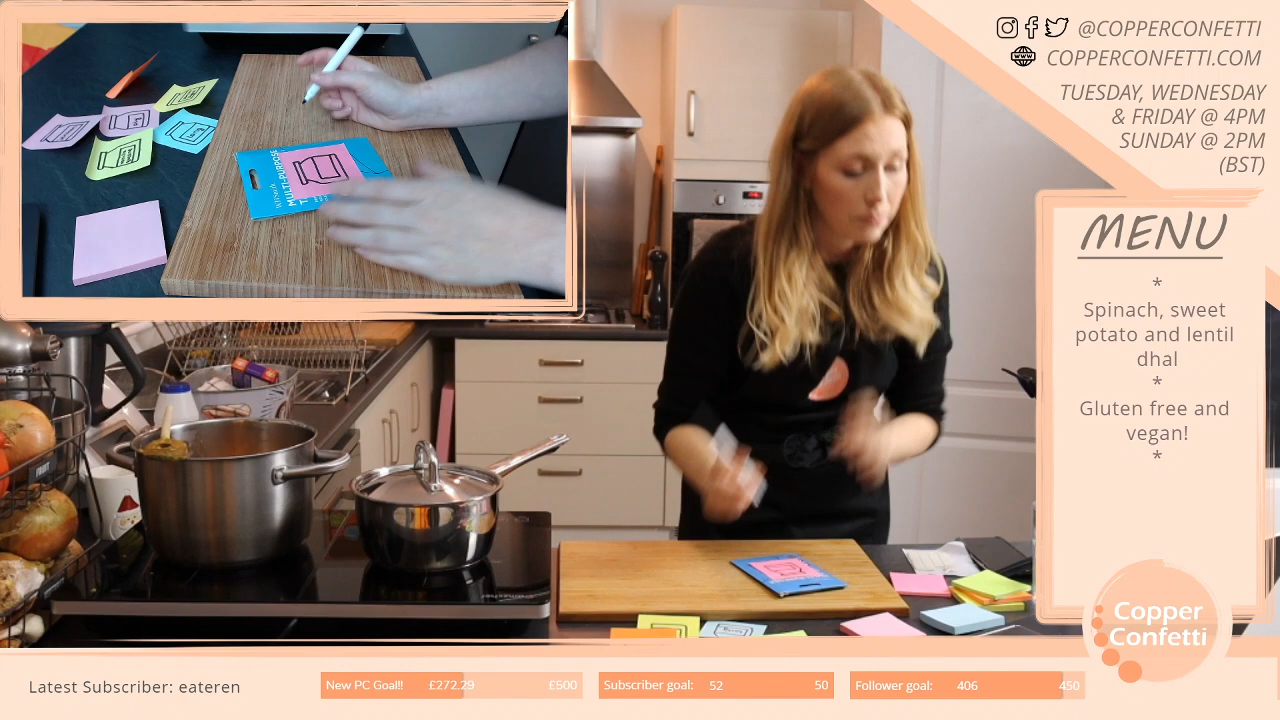 @COPPERCONFETTI
COPPERCONFETTI.COM
TUESDAY, WEDNESDAY
& FRIDAY @ 4PM
SUNDAY @ 2PM
(BST)
MENU
*
Spinach, sweet
potato and lentil
dhal
*
Gluten free and
vegan!
*
Copper
Confetti
MULTI-PURPOSE
Latest Subscriber: eateren
New PC Goal!! £272.29 £500
Subscriber goal: 52 50
Follower goal: 406 450